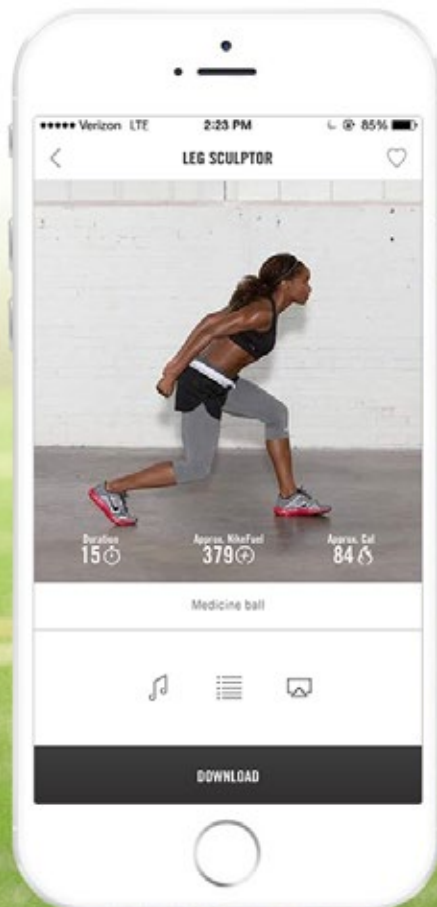 Verizon LTE 2:23 PM 85%
LEG SCULPTOR
Duration Approx. NikeFuel Approx. Cal
15 379 84
Medicine ball
DOWNLOAD